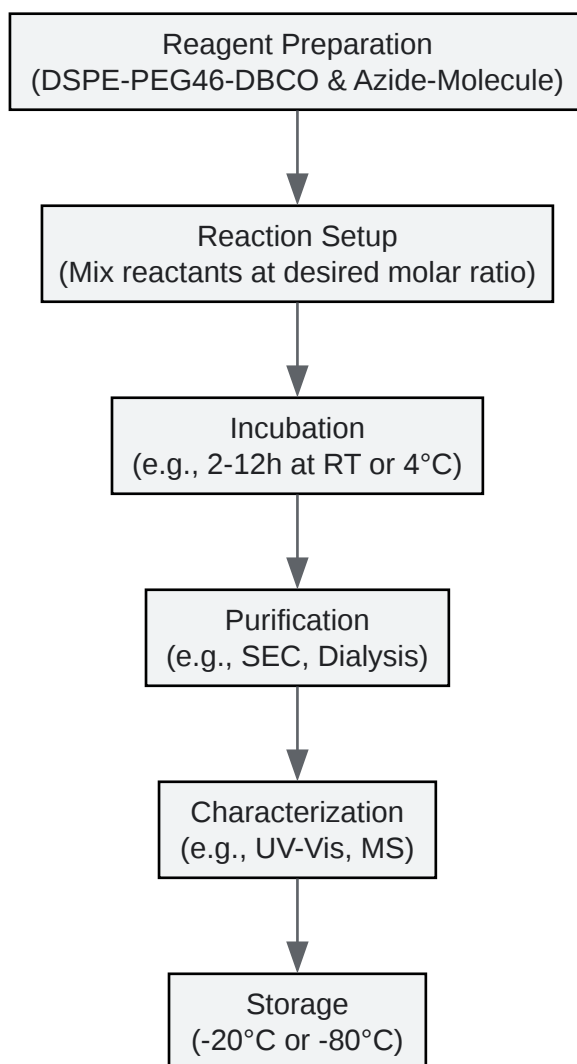 Reagent Preparation
(DSPE-PEG46-DBCO & Azide-Molecule)
Reaction Setup
(Mix reactants at desired molar ratio)
Incubation
(e.g., 2-12h at RT or 4°C)
Purification
(e.g., SEC, Dialysis)
Characterization
(e.g., UV-Vis, MS)
Storage
(-20°C or -80°C)